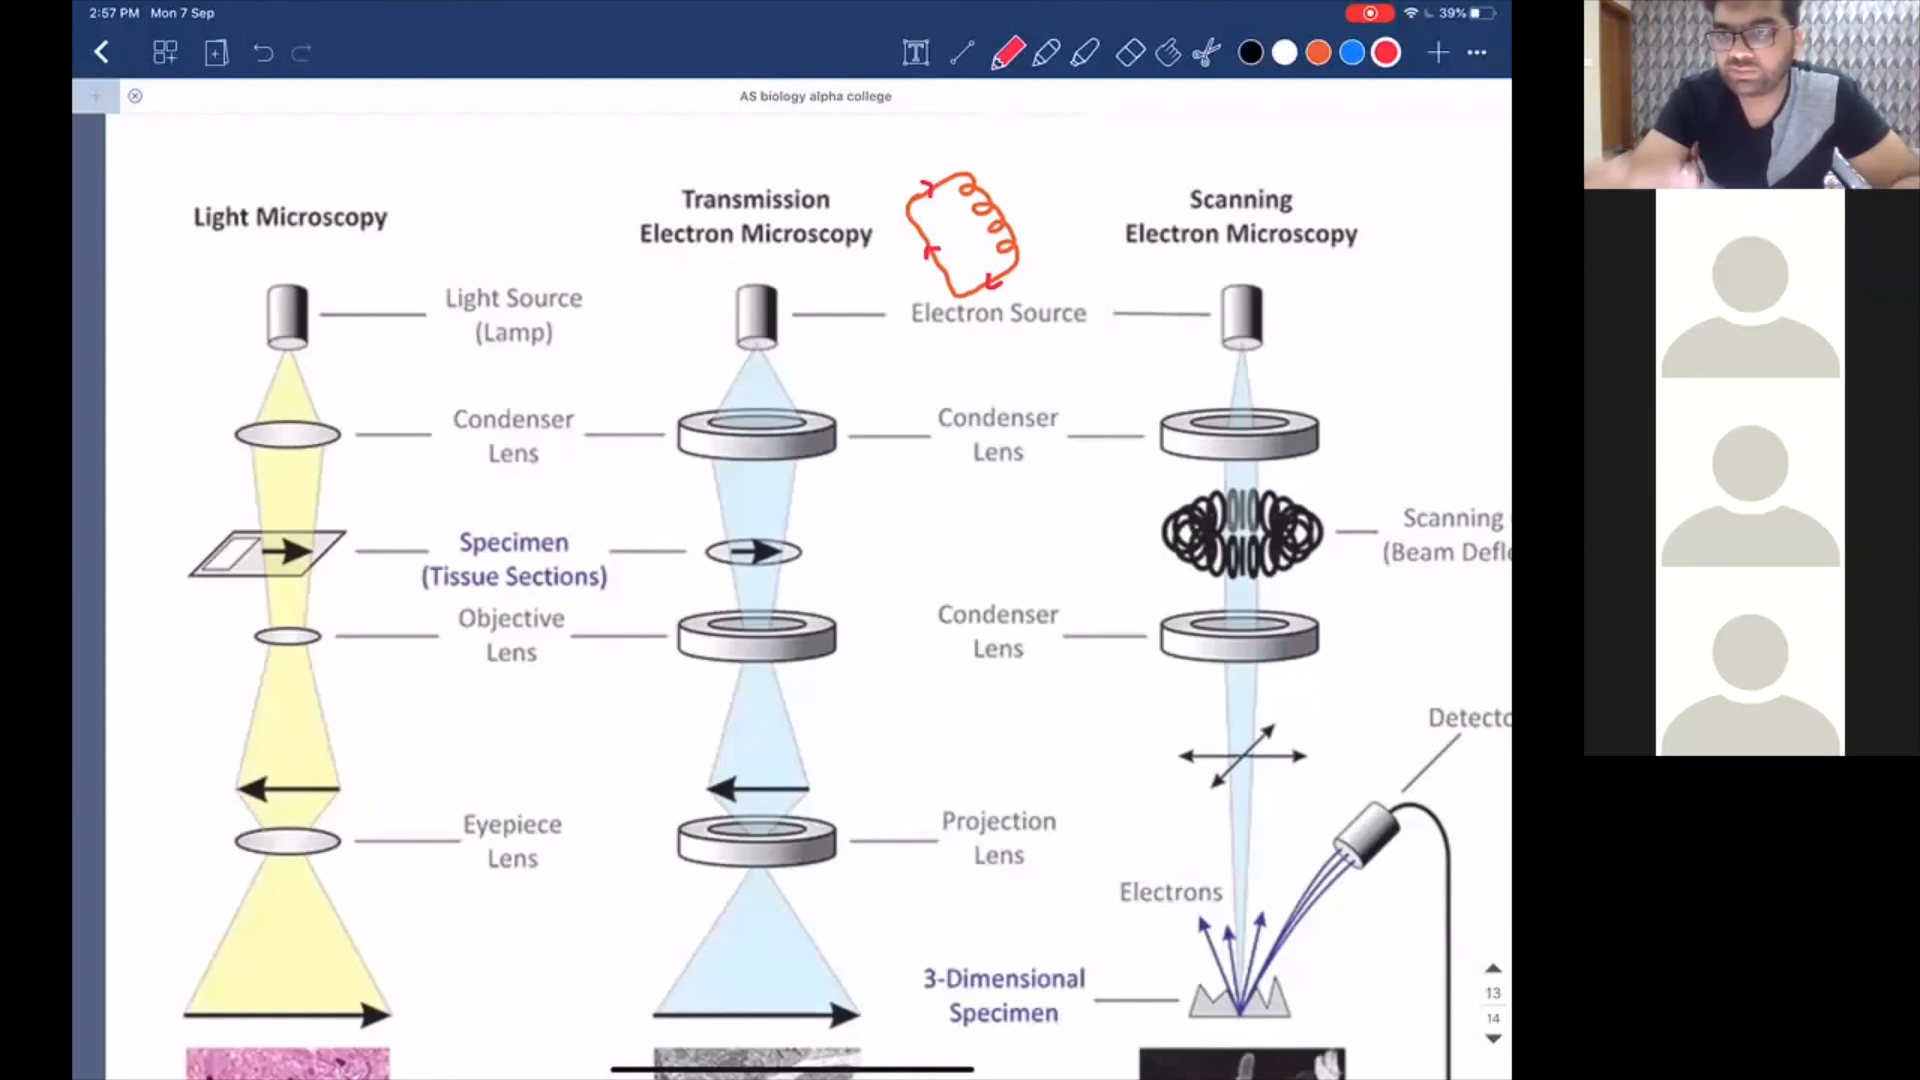 2:57 PM Mon 7 Sep
39%
AS biology alpha college
Light Microscopy
Transmission
Electron Microscopy
Scanning
Electron Microscopy
Light Source
(Lamp)
Electron Source
Condenser
Lens
Condenser
Lens
Specimen
(Tissue Sections)
Scanning
(Beam Defle
Objective
Lens
Condenser
Lens
Detecto
Eyepiece
Lens
Projection
Lens
Electrons
3-Dimensional
Specimen
13
14